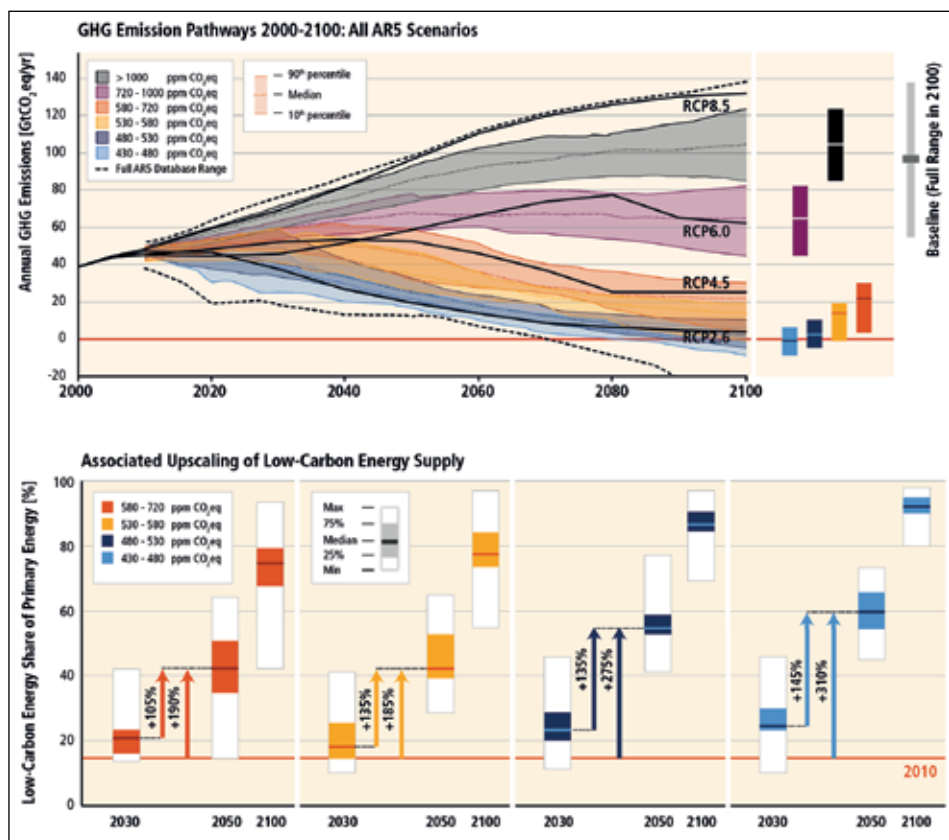 GHG Emission Pathways 2000-2100: All AR5 Scenarios
Annual GHG Emissions [GtCO₂eq/yr]
140
120
100
80
60
40
20
0
-20
> 1000 ppm CO₂eq
720 - 1000 ppm CO₂eq
580 - 720 ppm CO₂eq
530 - 580 ppm CO₂eq
480 - 530 ppm CO₂eq
430 - 480 ppm CO₂eq
Full AR5 Database Range
90th percentile
Median
10th percentile
RCP8.5
RCP6.0
RCP4.5
RCP2.6
Baseline (Full Range in 2100)
2000 2020 2040 2060 2080 2100
2100
Associated Upscaling of Low-Carbon Energy Supply
Low-Carbon Energy Share of Primary Energy [%]
100
80
60
40
20
0
580 - 720 ppm CO₂eq
530 - 580 ppm CO₂eq
480 - 530 ppm CO₂eq
430 - 480 ppm CO₂eq
Max
75%
Median
25%
Min
+105%
+190%
+135%
+185%
+135%
+275%
+145%
+310%
2010
2030 2050 2100 2030 2050 2100 2030 2050 2100 2030 2050 2100